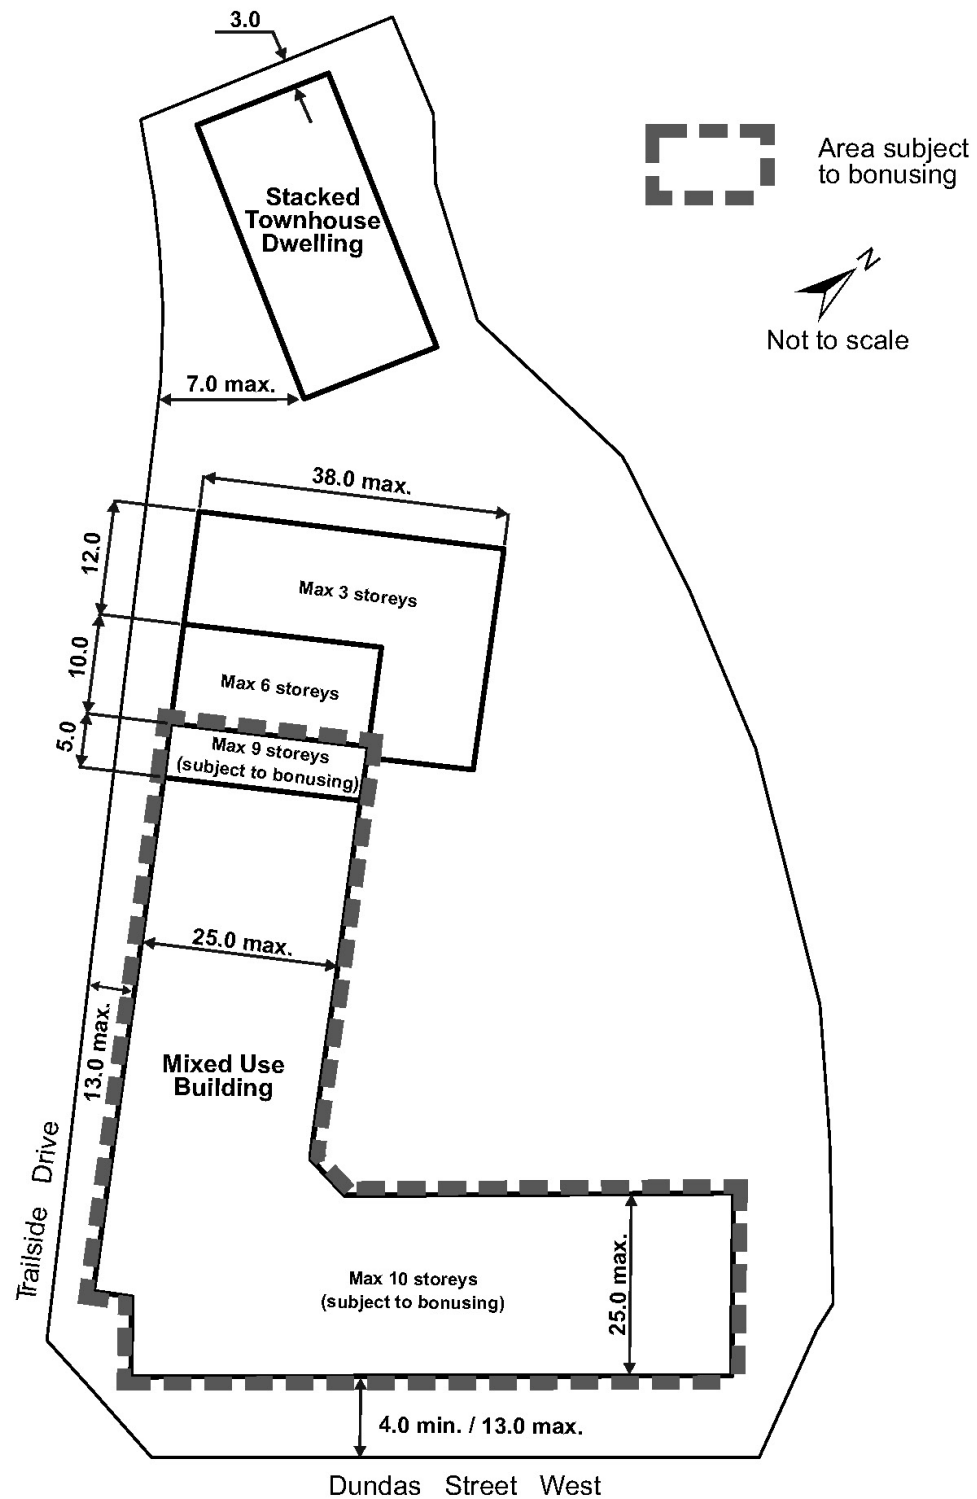 3.0
Area subject
to bonusing
Stacked
Townhouse
Dwelling
N
Not to scale
7.0 max.
38.0 max.
12.0
Max 3 storeys
10.0
Max 6 storeys
5.0
Max 9 storeys
(subject to bonusing)
25.0 max.
13.0 max.
Mixed Use
Building
Trailside Drive
25.0 max.
Max 10 storeys
(subject to bonusing)
4.0 min. / 13.0 max.
Dundas Street West